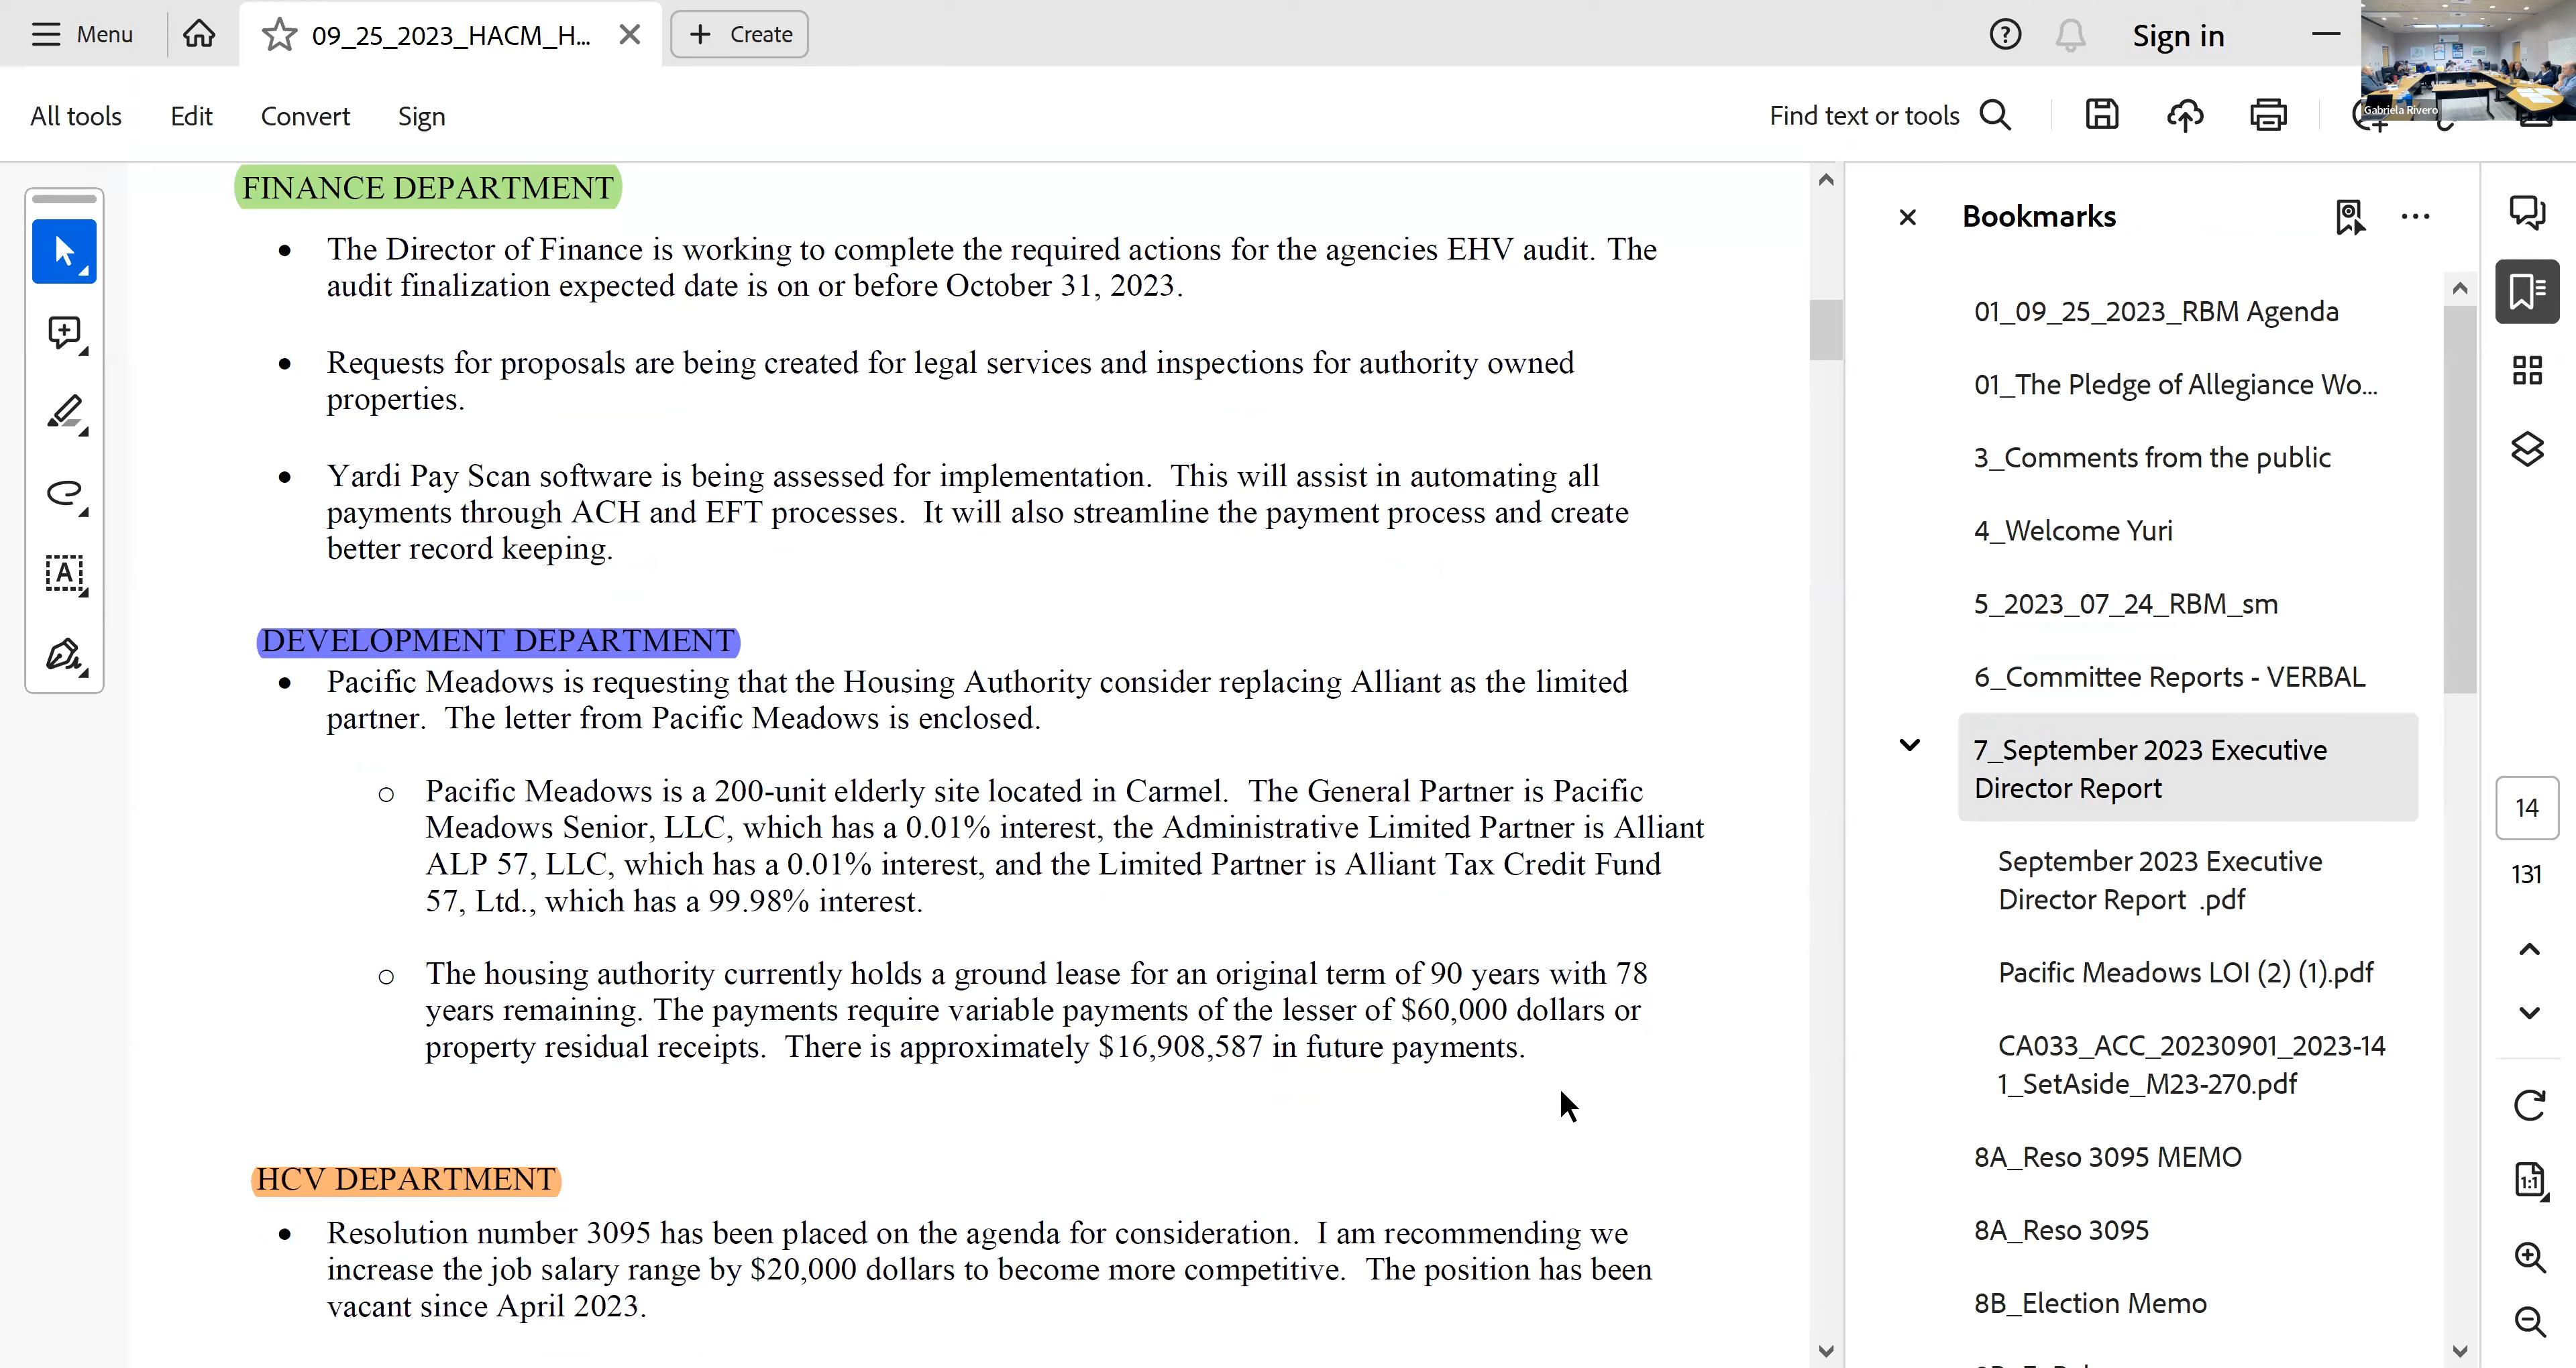 Menu
09_25_2023_HACM_H...
Create
Sign in
All tools
Edit
Convert
Sign
Find text or tools
Gabriela Rivero
FINANCE DEPARTMENT
• The Director of Finance is working to complete the required actions for the agencies EHV audit. The
audit finalization expected date is on or before October 31, 2023.
• Requests for proposals are being created for legal services and inspections for authority owned
properties.
• Yardi Pay Scan software is being assessed for implementation. This will assist in automating all
payments through ACH and EFT processes. It will also streamline the payment process and create
better record keeping.
DEVELOPMENT DEPARTMENT
• Pacific Meadows is requesting that the Housing Authority consider replacing Alliant as the limited
partner. The letter from Pacific Meadows is enclosed.
o Pacific Meadows is a 200-unit elderly site located in Carmel. The General Partner is Pacific
Meadows Senior, LLC, which has a 0.01% interest, the Administrative Limited Partner is Alliant
ALP 57, LLC, which has a 0.01% interest, and the Limited Partner is Alliant Tax Credit Fund
57, Ltd., which has a 99.98% interest.
o The housing authority currently holds a ground lease for an original term of 90 years with 78
years remaining. The payments require variable payments of the lesser of $60,000 dollars or
property residual receipts. There is approximately $16,908,587 in future payments.
HCV DEPARTMENT
• Resolution number 3095 has been placed on the agenda for consideration. I am recommending we
increase the job salary range by $20,000 dollars to become more competitive. The position has been
vacant since April 2023.
Bookmarks
01_09_25_2023_RBM Agenda
01_The Pledge of Allegiance Wo...
3_Comments from the public
4_Welcome Yuri
5_2023_07_24_RBM_sm
6_Committee Reports - VERBAL
7_September 2023 Executive
Director Report
September 2023 Executive
Director Report .pdf
Pacific Meadows LOI (2) (1).pdf
CA033_ACC_20230901_2023-14
1_SetAside_M23-270.pdf
8A_Reso 3095 MEMO
8A_Reso 3095
8B_Election Memo
14
131
1:1